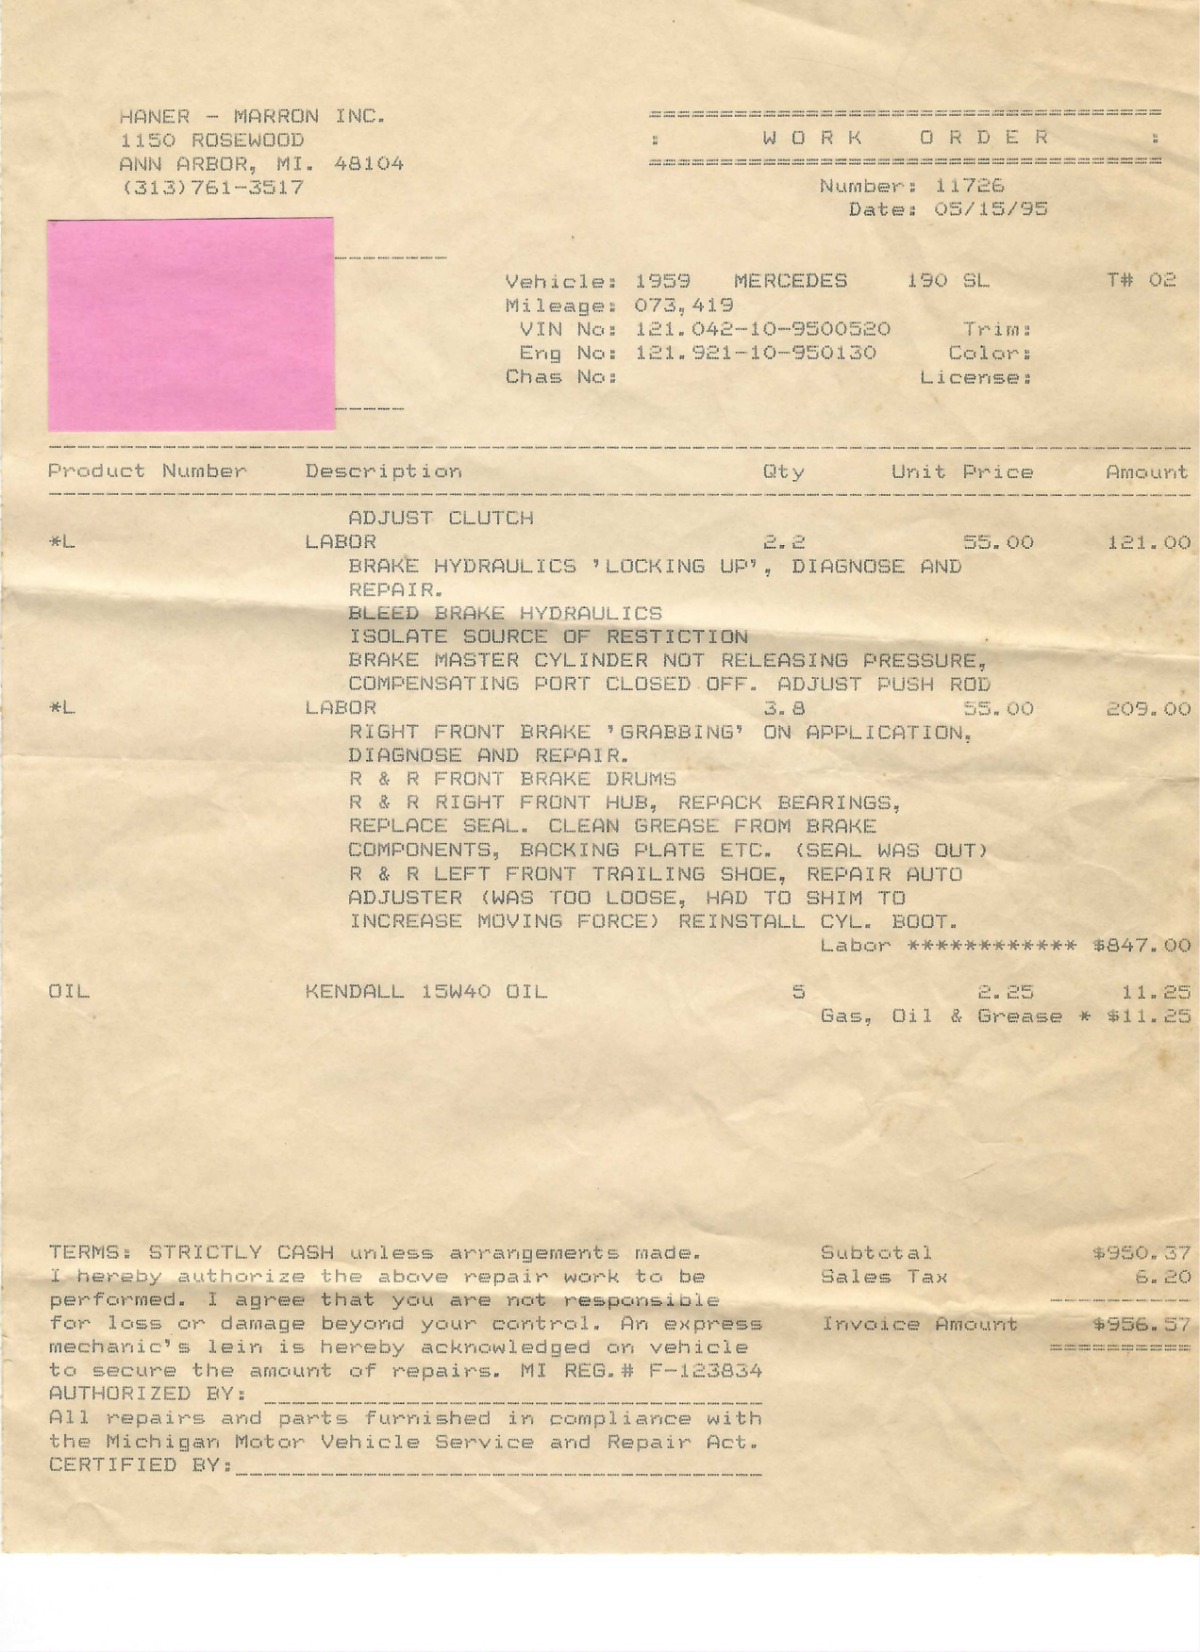 HANER - MARRON INC.
1150 ROSEWOOD
ANN ARBOR, MI. 48104
(313)761-3517
: W O R K   O R D E R :
Number: 11726
Date: 05/15/95
Vehicle: 1959 MERCEDES 190 SL T# 02
Mileage: 073,419
VIN No: 121.042-10-9500520 Trim:
Eng No: 121.921-10-950130 Color:
Chas No: License:
Product Number Description Qty Unit Price Amount
ADJUST CLUTCH
*L LABOR 2.2 55.00 121.00
BRAKE HYDRAULICS 'LOCKING UP', DIAGNOSE AND
REPAIR.
BLEED BRAKE HYDRAULICS
ISOLATE SOURCE OF RESTICTION
BRAKE MASTER CYLINDER NOT RELEASING PRESSURE,
COMPENSATING PORT CLOSED OFF. ADJUST PUSH ROD
*L LABOR 3.8 55.00 209.00
RIGHT FRONT BRAKE 'GRABBING' ON APPLICATION,
DIAGNOSE AND REPAIR.
R & R FRONT BRAKE DRUMS
R & R RIGHT FRONT HUB, REPACK BEARINGS,
REPLACE SEAL. CLEAN GREASE FROM BRAKE
COMPONENTS, BACKING PLATE ETC. (SEAL WAS OUT)
R & R LEFT FRONT TRAILING SHOE, REPAIR AUTO
ADJUSTER (WAS TOO LOOSE, HAD TO SHIM TO
INCREASE MOVING FORCE) REINSTALL CYL. BOOT.
Labor ************ $847.00
OIL KENDALL 15W40 OIL 5 2.25 11.25
Gas, Oil & Grease * $11.25
TERMS: STRICTLY CASH unless arrangements made. Subtotal $950.37
I hereby authorize the above repair work to be Sales Tax 6.20
performed. I agree that you are not responsible
for loss or damage beyond your control. An express Invoice Amount $956.57
mechanic's lein is hereby acknowledged on vehicle
to secure the amount of repairs. MI REG.# F-123834
AUTHORIZED BY:
All repairs and parts furnished in compliance with
the Michigan Motor Vehicle Service and Repair Act.
CERTIFIED BY: